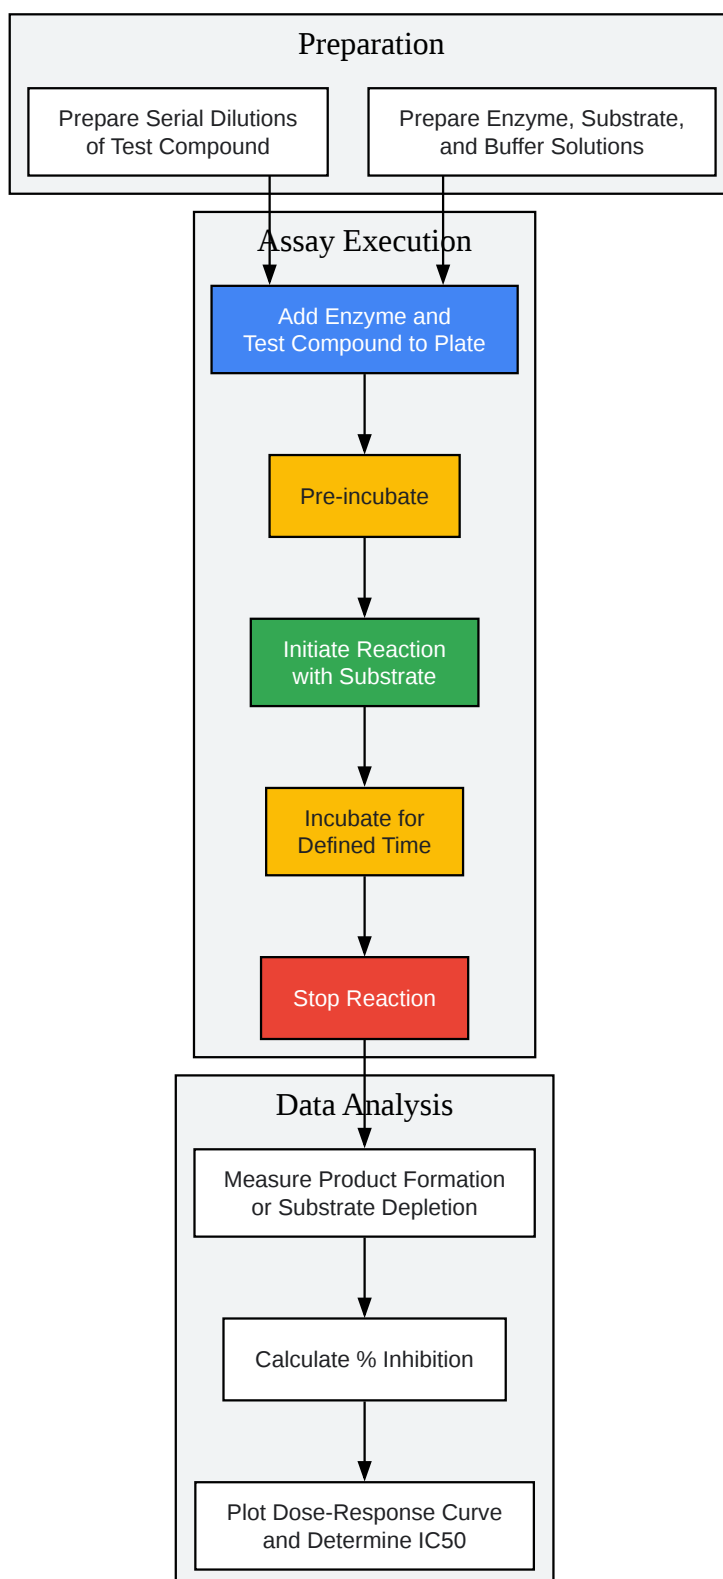 Preparation
Prepare Serial Dilutions
of Test Compound
Prepare Enzyme, Substrate,
and Buffer Solutions
Assay Execution
Add Enzyme and
Test Compound to Plate
Pre-incubate
Initiate Reaction
with Substrate
Incubate for
Defined Time
Stop Reaction
Data Analysis
Measure Product Formation
or Substrate Depletion
Calculate % Inhibition
Plot Dose-Response Curve
and Determine IC50